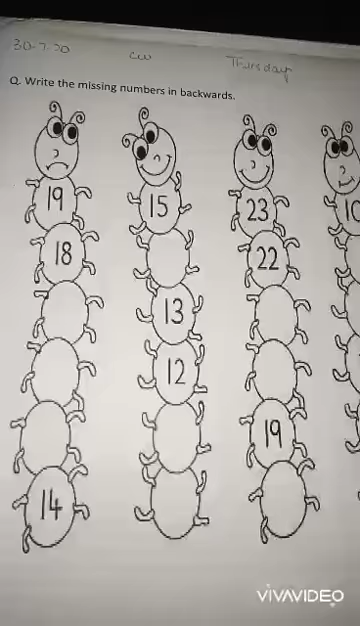 30-7-20 CW Thursday
Q. Write the missing numbers in backwards.
19 15 23 10
18 22
13
12
19
14
VIVAVIDEO